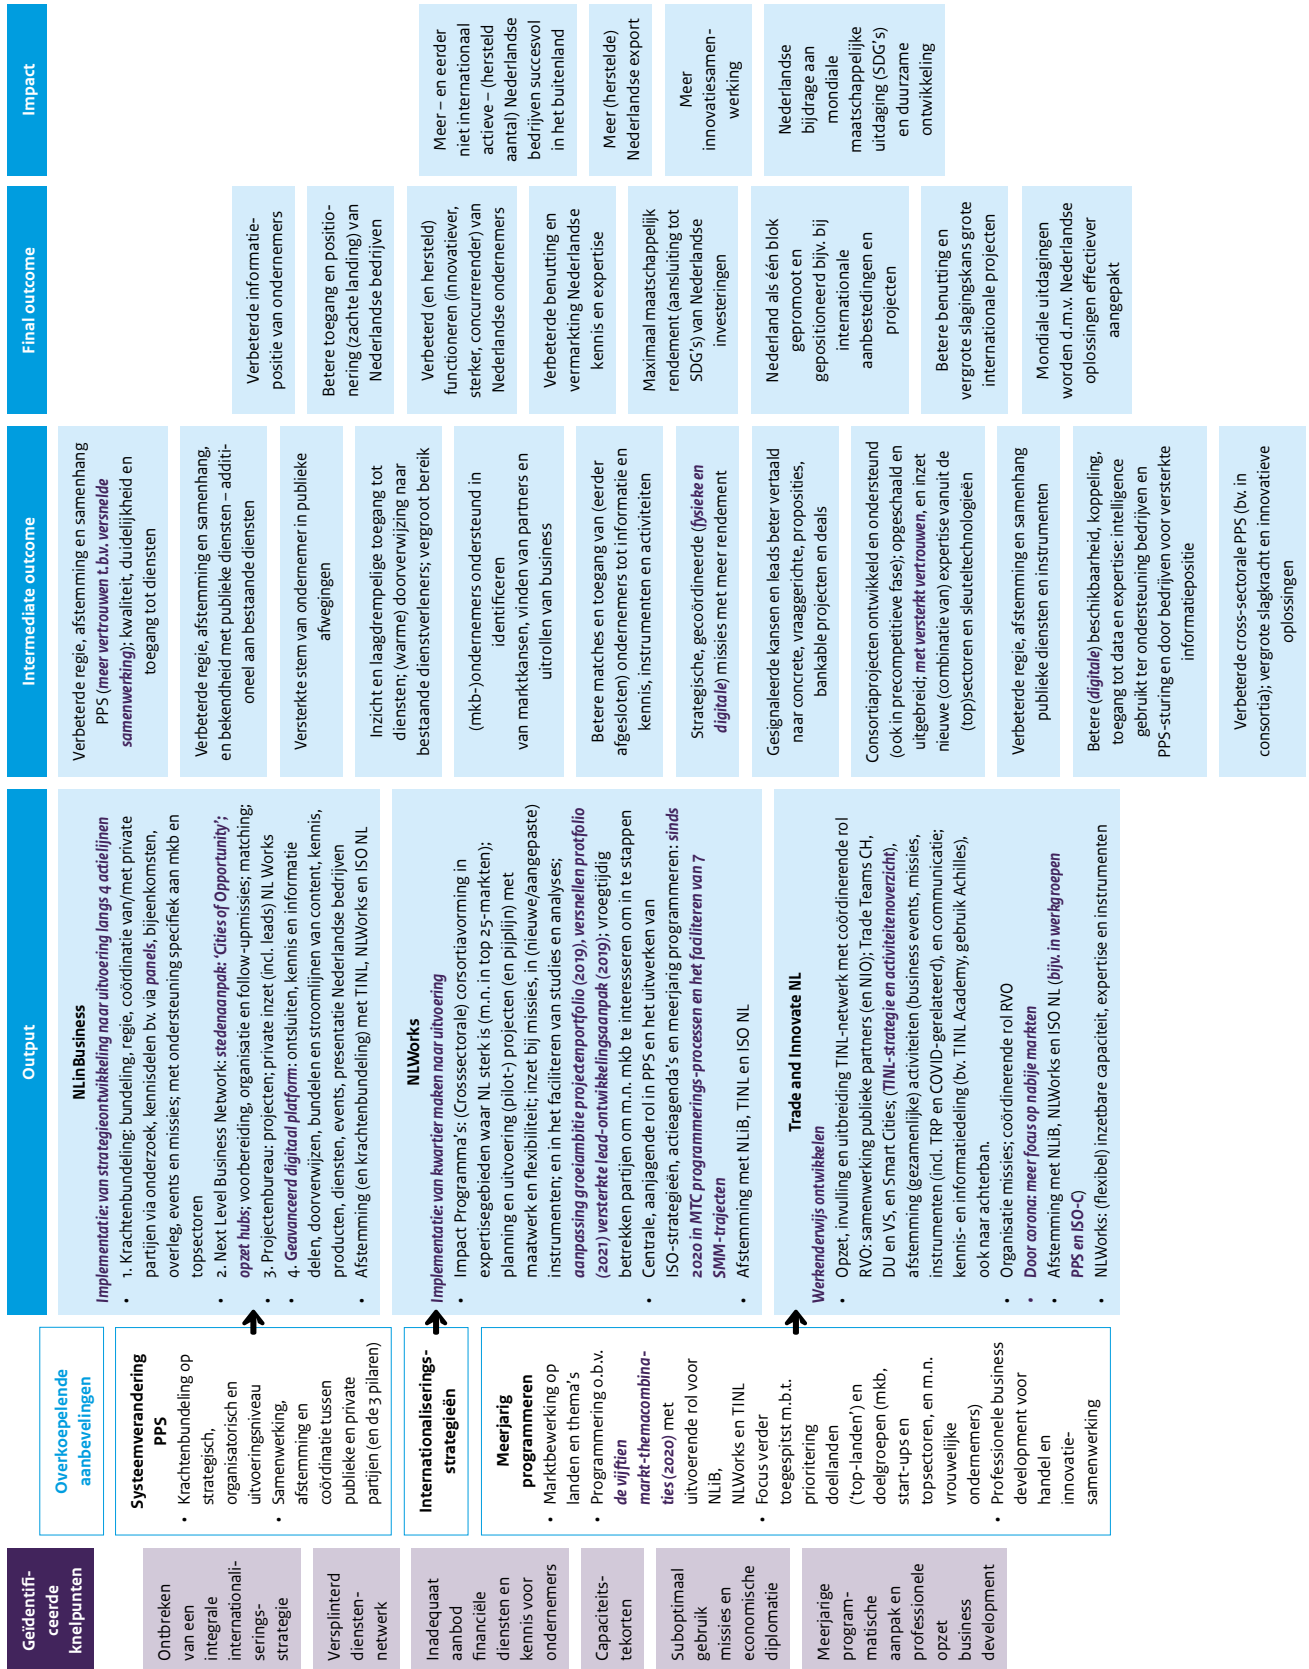 Geïdentifi-
ceerde
knelpunten
Ontbreken
van een
integrale
internationali-
serings-
strategie
Versplinterd
diensten-
netwerk
Inadequaat
aanbod
financiële
diensten en
kennis voor
ondernemers
Capaciteits-
tekorten
Suboptimaal
gebruik
missies en
economische
diplomatie
Meerjarige
program-
matische
aanpak en
professionele
opzet
business
development
Overkoepelende
aanbevelingen
Systeemverandering
PPS
• Krachtenbundeling op
strategisch,
organisatorisch en
uitvoeringsniveau
• Samenwerking,
afstemming en
coördinatie tussen
publieke en private
partijen (en de 3 pilaren)
Internationaliserings-
strategieën
Meerjarig
programmeren
• Marktbewerking op
landen en thema's
• Programmering o.b.v.
de vijftien
markt-themacombina-
ties (2020) met
uitvoerende rol voor
NLiB,
NLWorks en TINL
• Focus verder
toegespitst m.b.t.
prioritering
doellanden
('top-landen') en
doelgroepen (mkb,
start-ups en
topsectoren, en m.n.
vrouwelijke
ondernemers)
• Professionele business
development voor
handel en
innovatie-
samenwerking
Output
NLinBusiness
Implementatie: van strategieontwikkeling naar uitvoering langs 4 actielijnen
• 1. Krachtenbundeling: bundeling, regie, coördinatie van/met private
partijen via onderzoek, kennisdelen bv. via panels, bijeenkomsten,
overleg, events en missies; met ondersteuning specifiek aan mkb en
topsectoren
• 2. Next Level Business Network: stedenaanpak: 'Cities of Opportunity';
opzet hubs; voorbereiding, organisatie en follow-upmissies; matching;
• 3. Projectenbureau: projecten; private inzet (incl. leads) NL Works
• 4. Geavanceerd digitaal platform: ontsluiten, kennis en informatie
delen, doorverwijzen, bundelen en stroomlijnen van content, kennis,
producten, diensten, events, presentatie Nederlandse bedrijven
• Afstemming (en krachtenbundeling) met TINL, NLWorks en ISO NL
NLWorks
Implementatie: van kwartier maken naar uitvoering
• Impact Programma's: (Crosssectorale) consortiavorming in
expertisegebieden waar NL sterk is (m.n. in top 25-markten);
planning en uitvoering (pilot-) projecten (en pijplijn) met
maatwerk en flexibiliteit; inzet bij missies, in (nieuwe/aangepaste)
instrumenten; en in het faciliteren van studies en analyses;
aanpassing groeiambitie projectenportfolio (2019), versnellen protfolio
(2021) versterkte lead-ontwikkelingsaanpak (2019); vroegtijdig
betrekken partijen om m.n. mkb te interesseren om in te stappen
• Centrale, aanjagende rol in PPS en het uitwerken van
ISO-strategieën, actieagenda's en meerjarig programmeren: sinds
2020 in MTC programmerings-processen en het faciliteren van 7
SMM-trajecten
• Afstemming met NLiB, TINL en ISO NL
Trade and Innovate NL
Werkenderwijs ontwikkelen
• Opzet, invulling en uitbreiding TINL-netwerk met coördinerende rol
RVO: samenwerking publieke partners (en NIO); Trade Teams CH,
DU en VS, en Smart Cities; (TINL-strategie en activiteitenoverzicht),
afstemming (gezamenlijke) activiteiten (business events, missies,
instrumenten (incl. TRP en COVID-gerelateerd), en communicatie;
kennis- en informatiedeling (bv. TINL Academy, gebruik Achilles),
ook naar achterban.
• Organisatie missies; coördinerende rol RVO
• Door corona: meer focus op nabije markten
• Afstemming met NLiB, NLWorks en ISO NL (bijv. in werkgroepen
PPS en ISO-C)
• NLWorks: (flexibel) inzetbare capaciteit, expertise en instrumenten
Intermediate outcome
Verbeterde regie, afstemming en samenhang
PPS (meer vertrouwen t.b.v. versnelde
samenwerking); kwaliteit, duidelijkheid en
toegang tot diensten
Verbeterde regie, afstemming en samenhang,
en bekendheid met publieke diensten – additi-
oneel aan bestaande diensten
Versterkte stem van ondernemer in publieke
afwegingen
Inzicht en laagdrempelige toegang tot
diensten; (warme) doorverwijzing naar
bestaande dienstverleners; vergroot bereik
(mkb-)ondernemers ondersteund in
identificeren
van marktkansen, vinden van partners en
uitrollen van business
Betere matches en toegang van (eerder
afgesloten) ondernemers tot informatie en
kennis, instrumenten en activiteiten
Strategische, gecoördineerde (fysieke en
digitale) missies met meer rendement
Gesignaleerde kansen en leads beter vertaald
naar concrete, vraaggerichte, proposities,
bankable projecten en deals
Consortiaprojecten ontwikkeld en ondersteund
(ook in precompetitieve fase); opgeschaald en
uitgebreid; met versterkt vertrouwen, en inzet
nieuwe (combinatie van) expertise vanuit de
(top)sectoren en sleuteltechnologieën
Verbeterde regie, afstemming en samenhang
publieke diensten en instrumenten
Betere (digitale) beschikbaarheid, koppeling,
toegang tot data en expertise: intelligence
gebruikt ter ondersteuning bedrijven en
PPS-sturing en door bedrijven voor versterkte
informatiepositie
Verbeterde cross-sectorale PPS (bv. in
consortia); vergrote slagkracht en innovatieve
oplossingen
Final outcome
Verbeterde informatie-
positie van ondernemers
Betere toegang en positio-
nering (zachte landing) van
Nederlandse bedrijven
Verbeterd (en hersteld)
functioneren (innovatiever,
sterker, concurrerender) van
Nederlandse ondernemers
Verbeterde benutting en
vermarkting Nederlandse
kennis en expertise
Maximaal maatschappelijk
rendement (aansluiting tot
SDG's) van Nederlandse
investeringen
Nederland als één blok
gepromoot en
gepositioneerd bijv. bij
internationale
aanbestedingen en
projecten
Betere benutting en
vergrote slagingskans grote
internationale projecten
Mondiale uitdagingen
worden d.m.v. Nederlandse
oplossingen effectiever
aangepakt
Impact
Meer – en eerder
niet internationaal
actieve – (hersteld
aantal) Nederlandse
bedrijven succesvol
in het buitenland
Meer (herstelde)
Nederlandse export
Meer
innovatiesamen-
werking
Nederlandse
bijdrage aan
mondiale
maatschappelijke
uitdaging (SDG's)
en duurzame
ontwikkeling